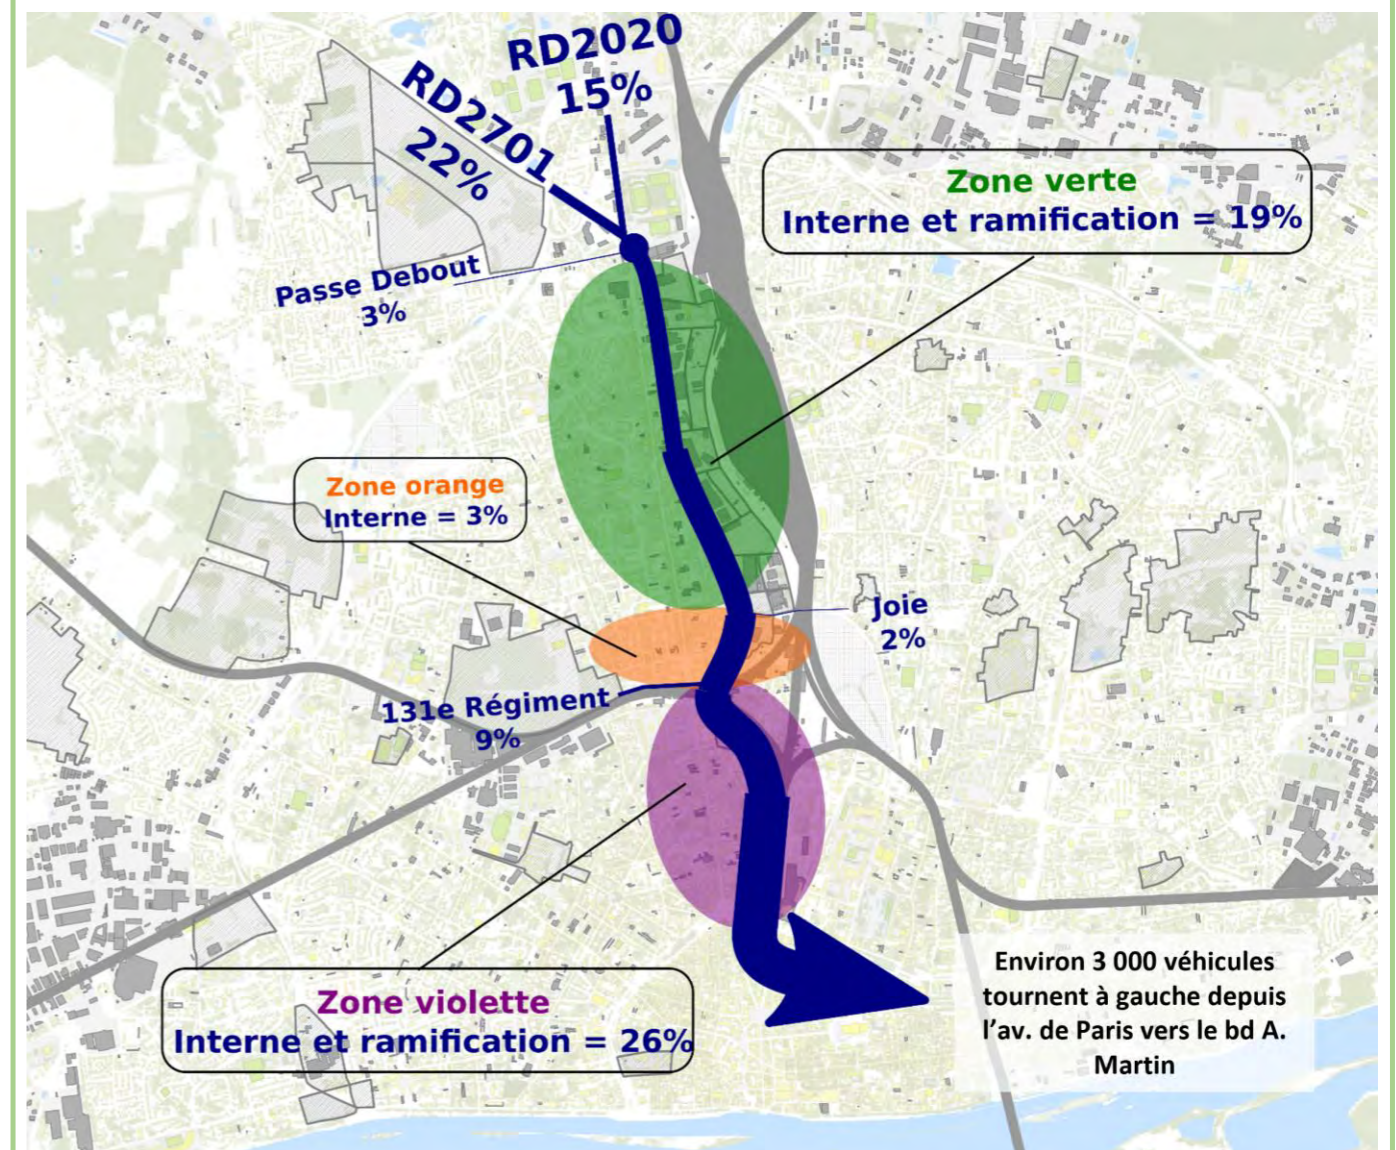 RD2020
15%
RD2701
22%
Zone verte
Interne et ramification = 19%
Passe Debout
3%
Zone orange
Interne = 3%
Joie
2%
131e Régiment
9%
Zone violette
Interne et ramification = 26%
Environ 3 000 véhicules
tournent à gauche depuis
l’av. de Paris vers le bd A.
Martin